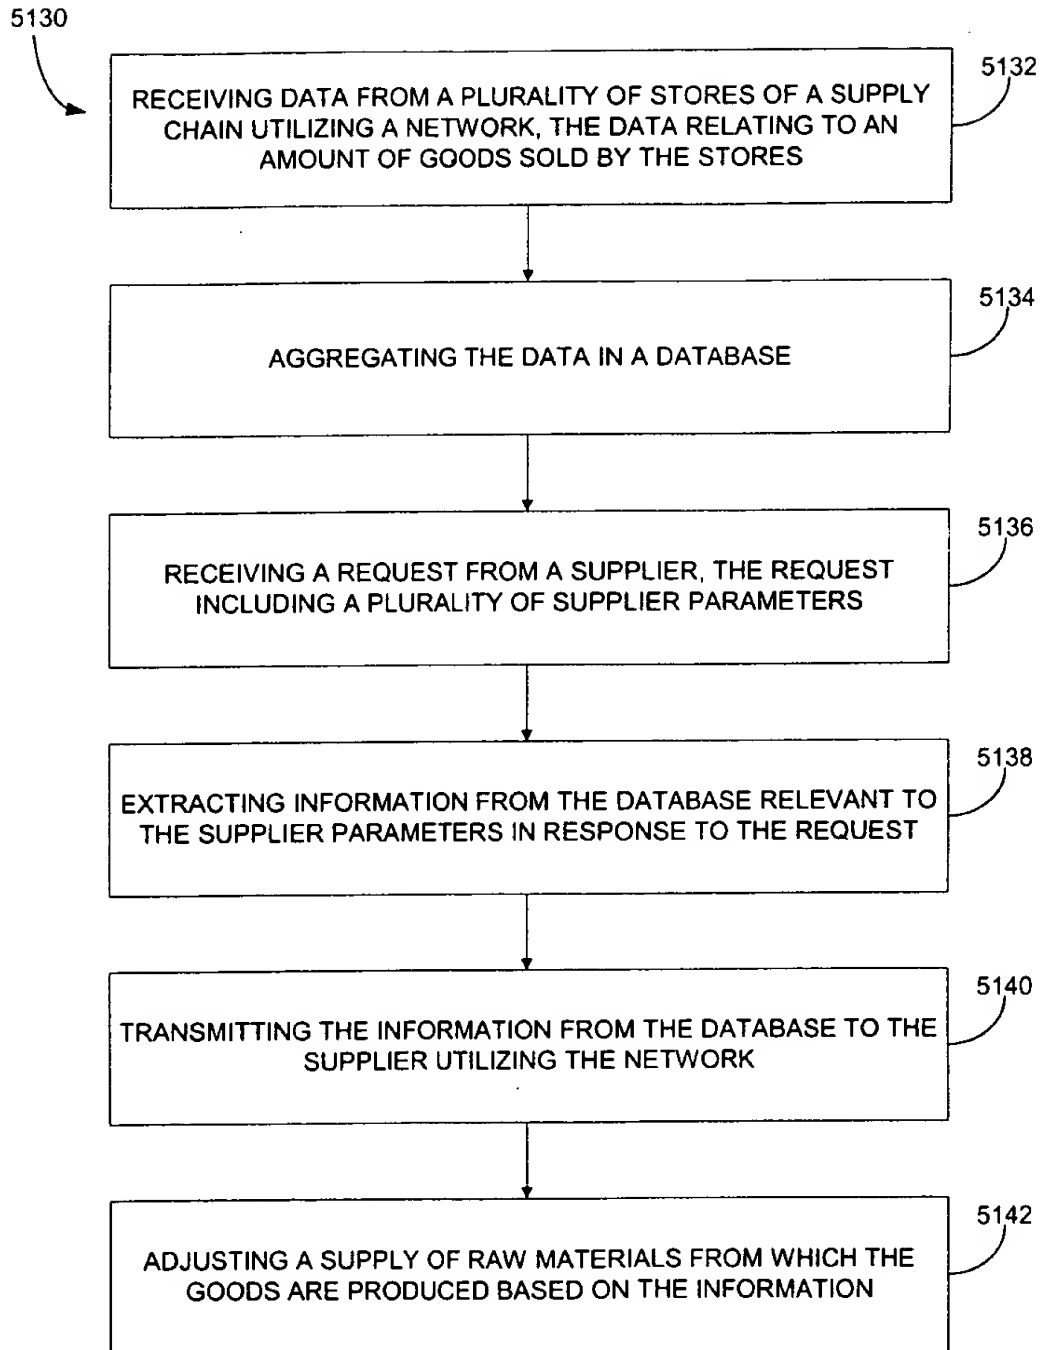 5130
5132
RECEIVING DATA FROM A PLURALITY OF STORES OF A SUPPLY
CHAIN UTILIZING A NETWORK, THE DATA RELATING TO AN
AMOUNT OF GOODS SOLD BY THE STORES
5134
AGGREGATING THE DATA IN A DATABASE
5136
RECEIVING A REQUEST FROM A SUPPLIER, THE REQUEST
INCLUDING A PLURALITY OF SUPPLIER PARAMETERS
5138
EXTRACTING INFORMATION FROM THE DATABASE RELEVANT TO
THE SUPPLIER PARAMETERS IN RESPONSE TO THE REQUEST
5140
TRANSMITTING THE INFORMATION FROM THE DATABASE TO THE
SUPPLIER UTILIZING THE NETWORK
5142
ADJUSTING A SUPPLY OF RAW MATERIALS FROM WHICH THE
GOODS ARE PRODUCED BASED ON THE INFORMATION